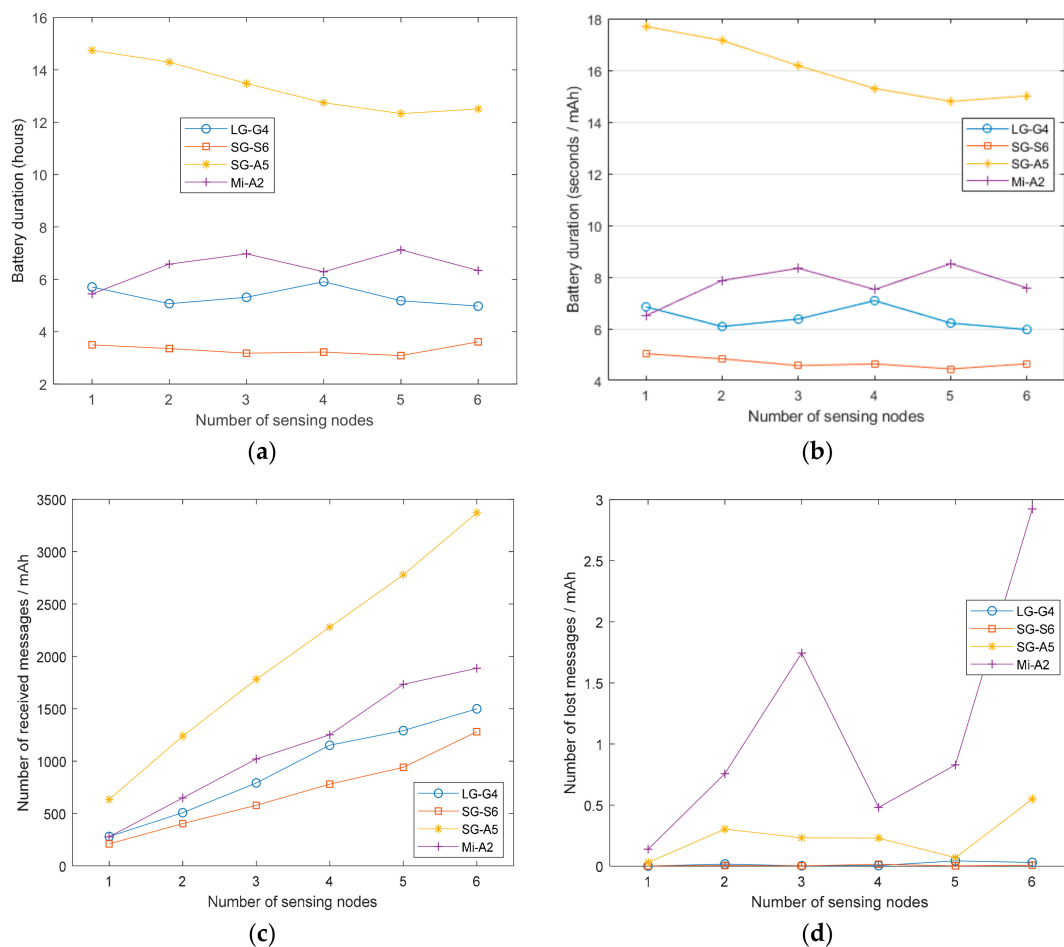 16
14
12
10
8
6
4
2
Battery duration (hours)
LG-G4
SG-S6
SG-A5
Mi-A2
1 2 3 4 5 6
Number of sensing nodes
(a)
18
16
14
12
10
8
6
4
Battery duration (seconds / mAh)
LG-G4
SG-S6
SG-A5
Mi-A2
1 2 3 4 5 6
Number of sensing nodes
(b)
3500
3000
2500
2000
1500
1000
500
0
Number of received messages / mAh
LG-G4
SG-S6
SG-A5
Mi-A2
1 2 3 4 5 6
Number of sensing nodes
(c)
3
2.5
2
1.5
1
0.5
0
Number of lost messages / mAh
LG-G4
SG-S6
SG-A5
Mi-A2
1 2 3 4 5 6
Number of sensing nodes
(d)